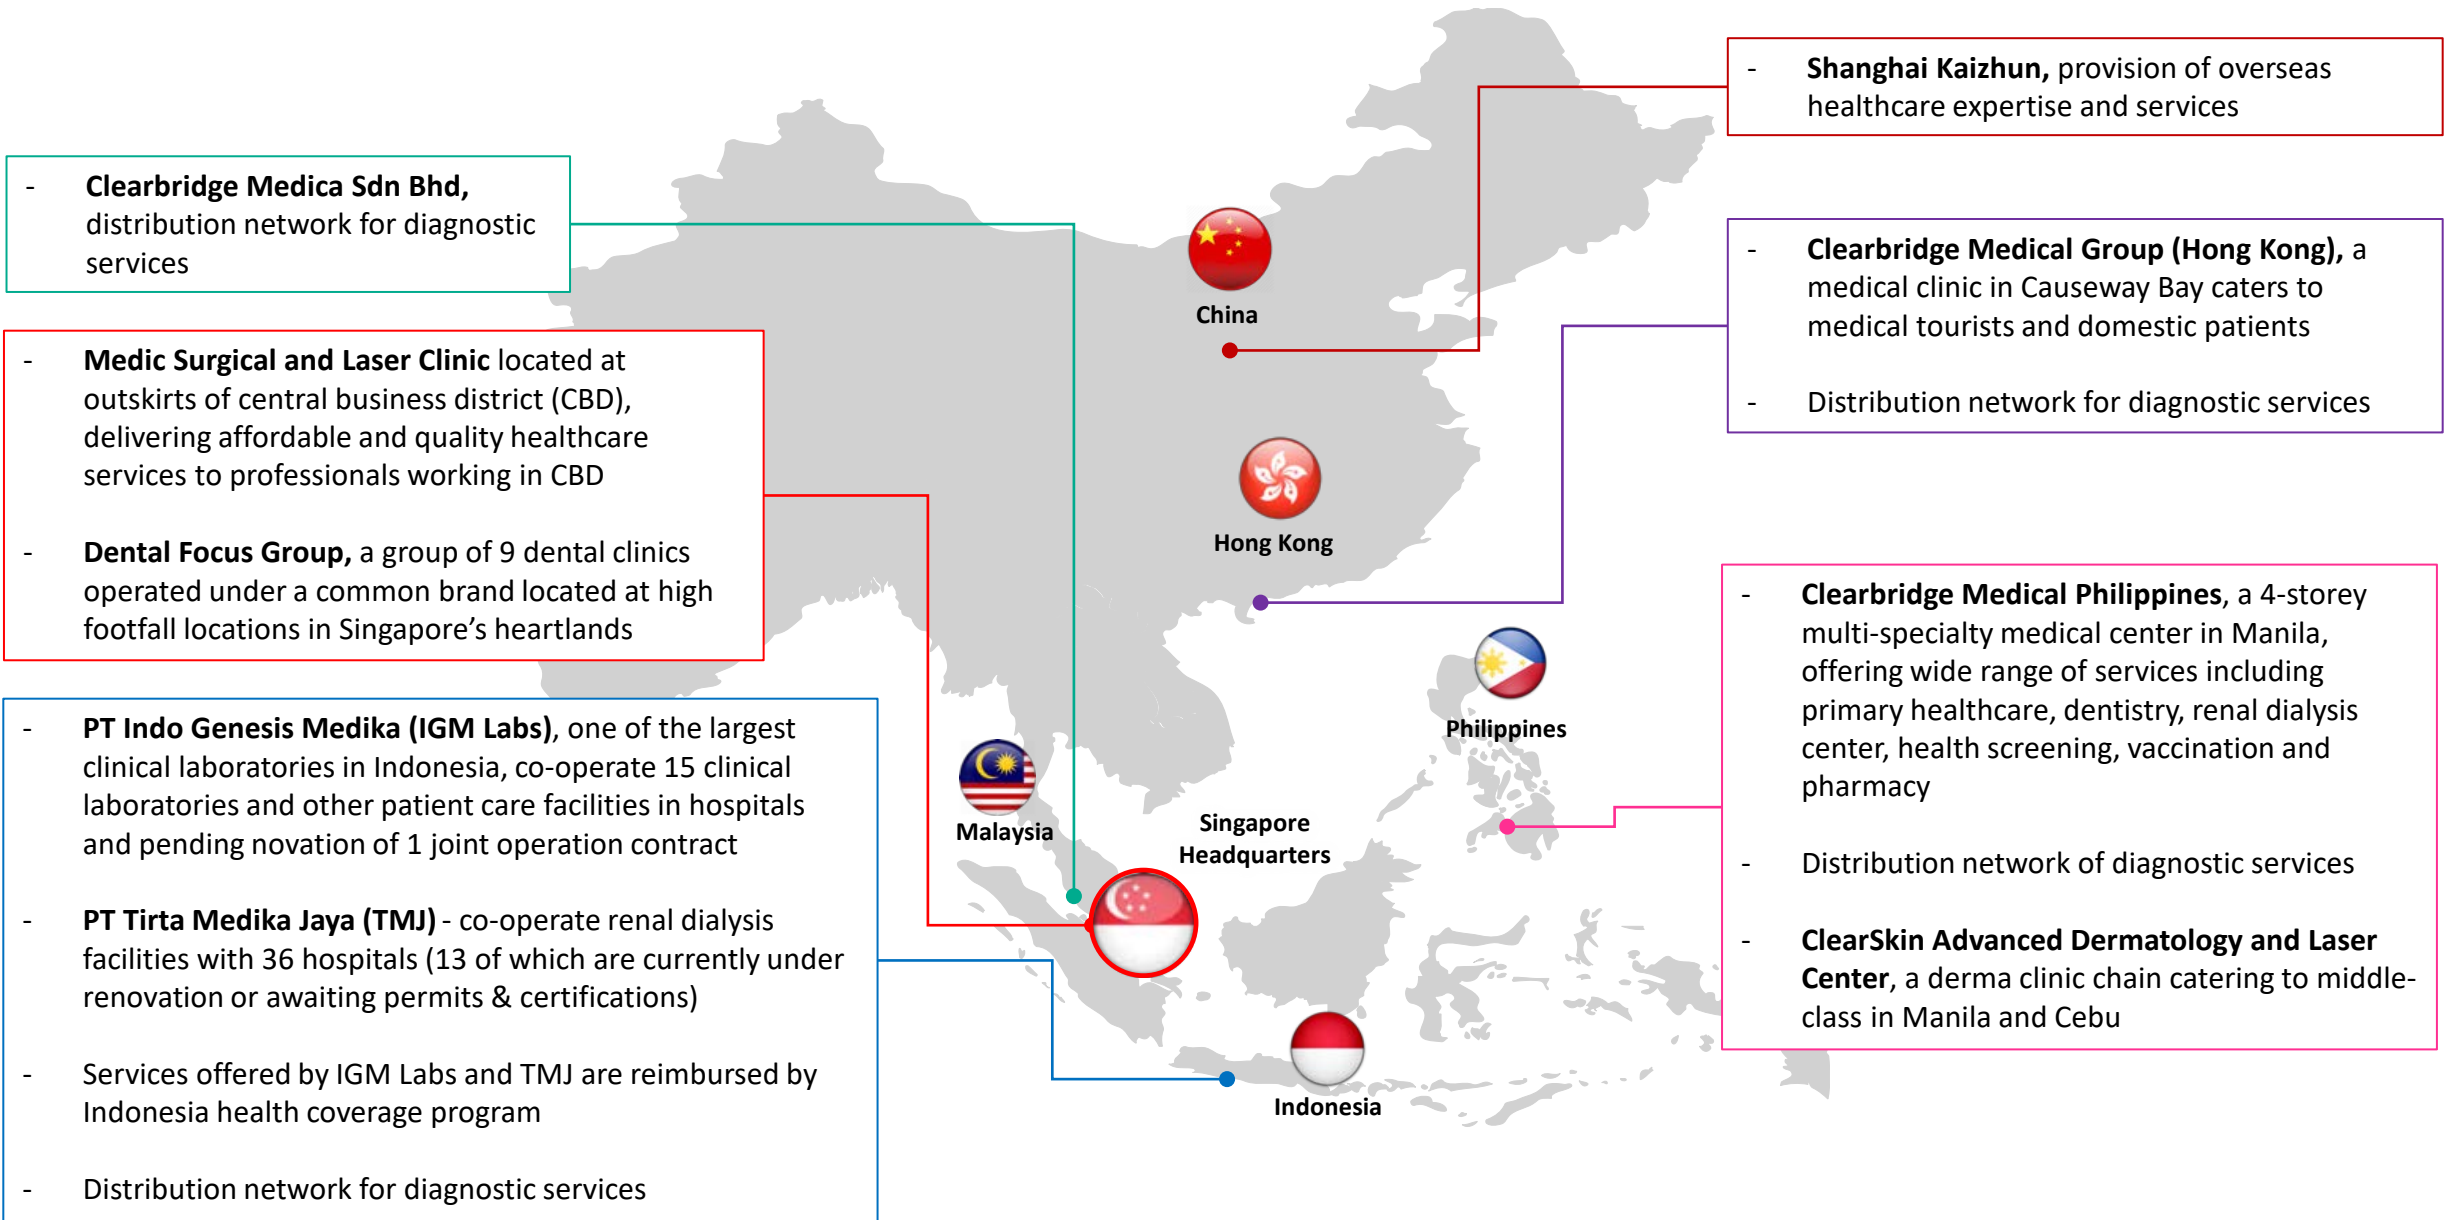 - Clearbridge Medica Sdn Bhd,
distribution network for diagnostic
services
- Medic Surgical and Laser Clinic located at
outskirts of central business district (CBD),
delivering affordable and quality healthcare
services to professionals working in CBD
- Dental Focus Group, a group of 9 dental clinics
operated under a common brand located at high
footfall locations in Singapore’s heartlands
- PT Indo Genesis Medika (IGM Labs), one of the largest
clinical laboratories in Indonesia, co-operate 15 clinical
laboratories and other patient care facilities in hospitals
and pending novation of 1 joint operation contract
- PT Tirta Medika Jaya (TMJ) - co-operate renal dialysis
facilities with 36 hospitals (13 of which are currently under
renovation or awaiting permits & certifications)
- Services offered by IGM Labs and TMJ are reimbursed by
Indonesia health coverage program
- Distribution network for diagnostic services
China
Hong Kong
Philippines
Malaysia
Singapore
Headquarters
Indonesia
- Shanghai Kaizhun, provision of overseas
healthcare expertise and services
- Clearbridge Medical Group (Hong Kong), a
medical clinic in Causeway Bay caters to
medical tourists and domestic patients
- Distribution network for diagnostic services
- Clearbridge Medical Philippines, a 4-storey
multi-specialty medical center in Manila,
offering wide range of services including
primary healthcare, dentistry, renal dialysis
center, health screening, vaccination and
pharmacy
- Distribution network of diagnostic services
- ClearSkin Advanced Dermatology and Laser
Center, a derma clinic chain catering to middle-
class in Manila and Cebu